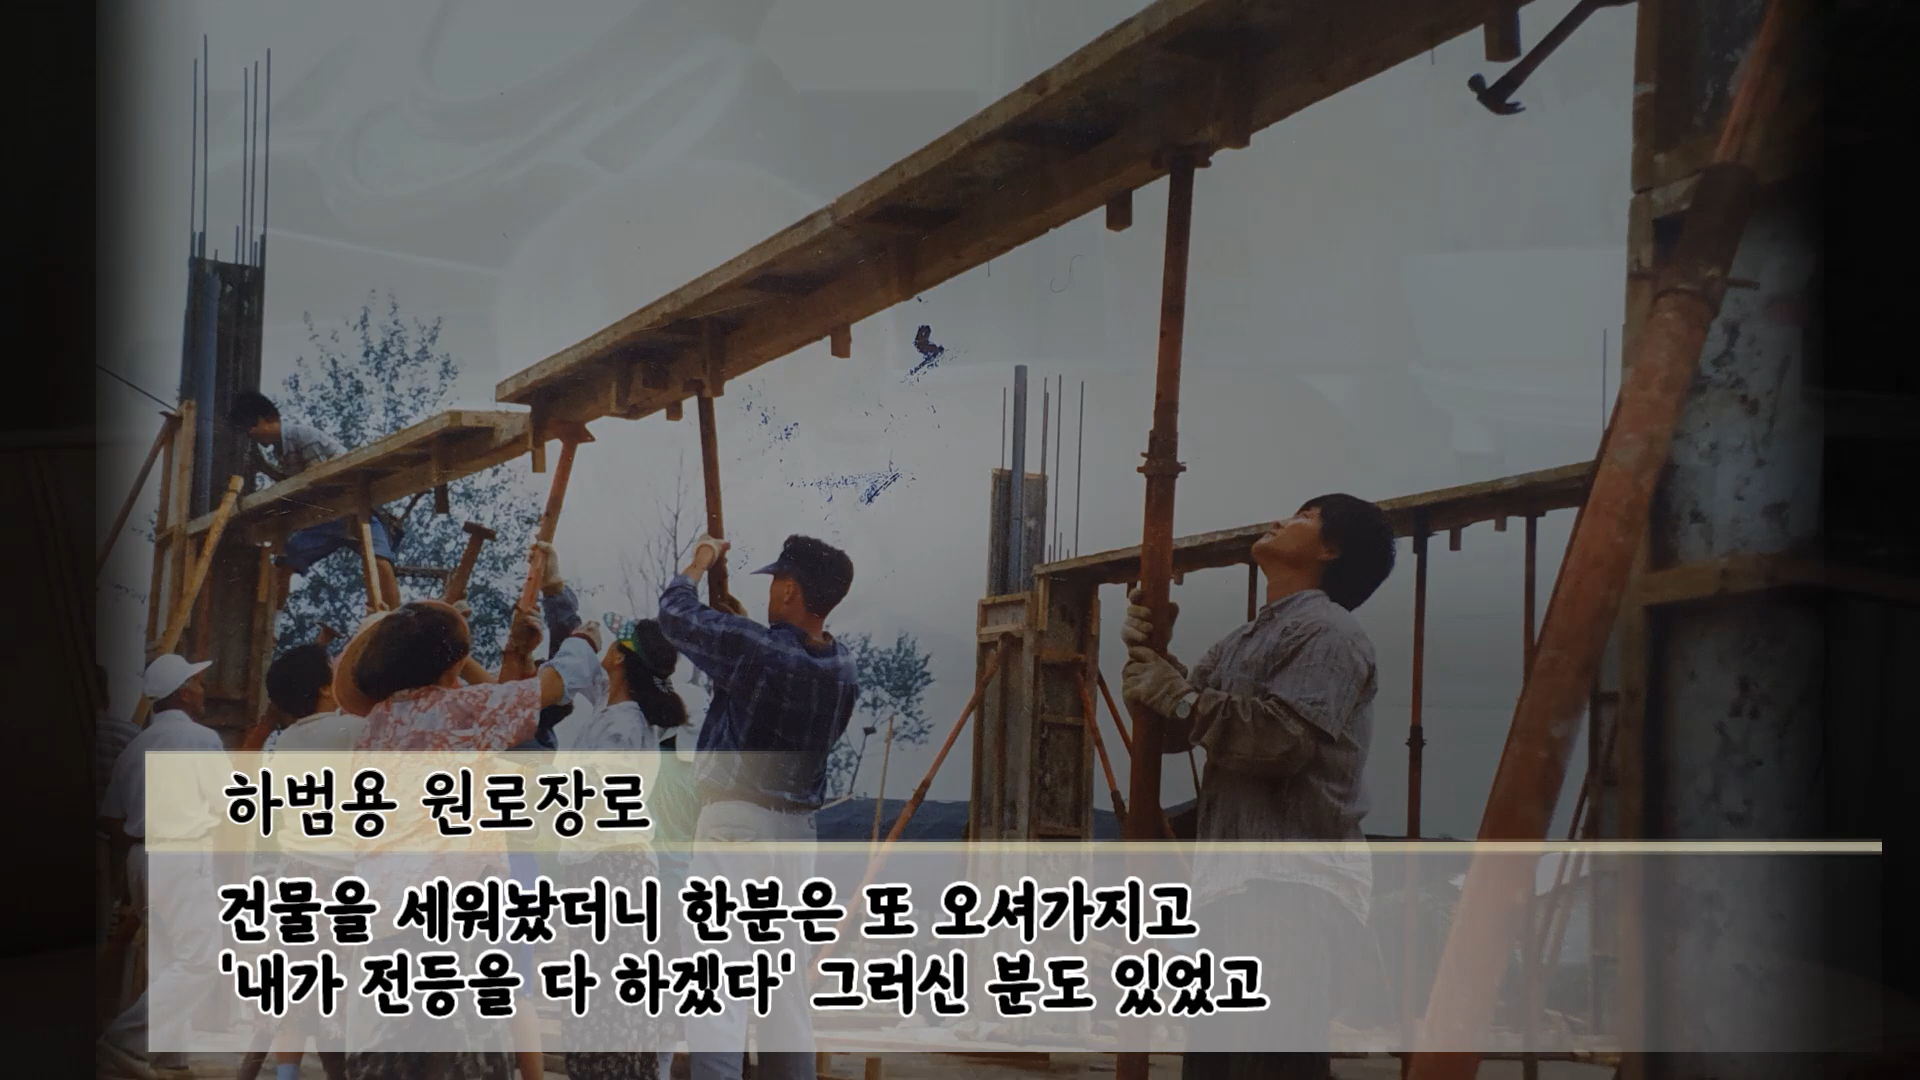 하범용 원로장로
건물을 세워놨더니 한분은 또 오셔가지고
'내가 전등을 다 하겠다' 그러신 분도 있었고